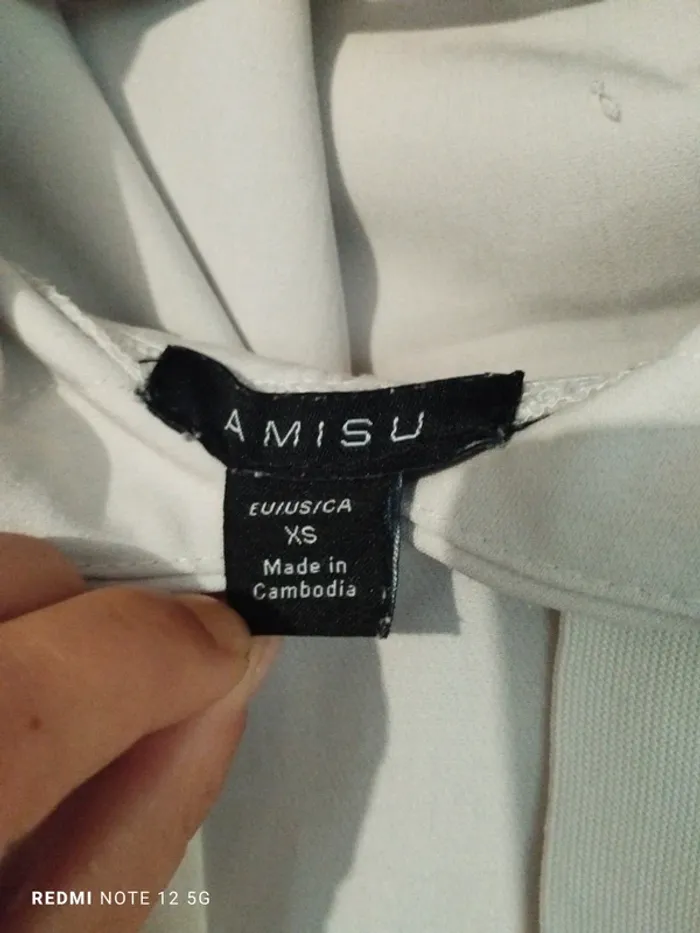 AMISU
EU/US/CA
XS
Made in
Cambodia
REDMI NOTE 12 5G